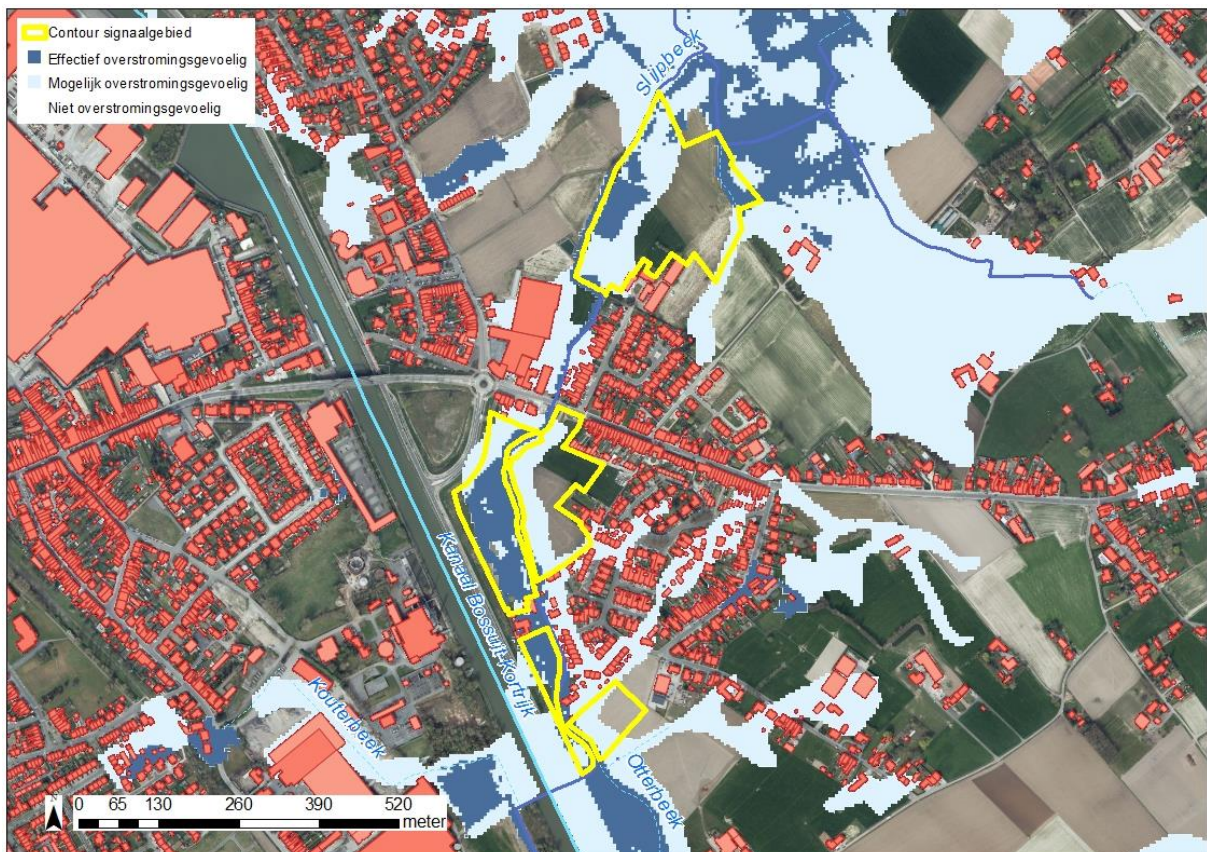 Contour signaalgebied
Effectief overstromingsgevoelig
Mogelijk overstromingsgevoelig
Niet overstromingsgevoelig
Slijpbeek
Kanaal Bossuit-Kortrijk
Kouterbeek
Otterbeek
N
0 65 130 260 390 520
meter